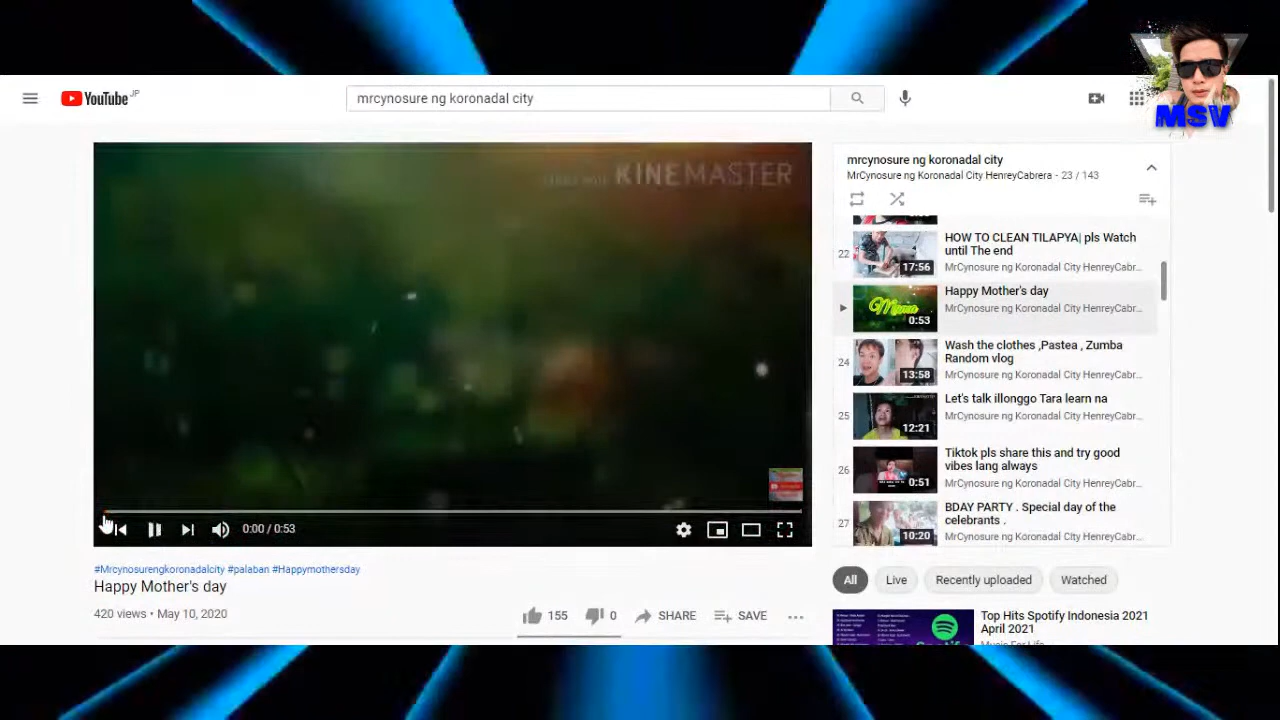 YouTube JP
mrcynosure ng koronadal city
MSV
KINEMASTER
0:00 / 0:53
#Mrcynosurengkoronadalcity #palaban #Happymothersday
Happy Mother's day
420 views • May 10, 2020
155
0
SHARE
SAVE
mrcynosure ng koronadal city
MrCynosure ng Koronadal City HenreyCabrera - 23 / 143
22
17:56
HOW TO CLEAN TILAPYA| pls Watch
until The end
MrCynosure ng Koronadal City HenreyCabr...
Mama
0:53
Happy Mother's day
MrCynosure ng Koronadal City HenreyCabr...
24
13:58
Wash the clothes ,Pastea , Zumba
Random vlog
MrCynosure ng Koronadal City HenreyCabr...
25
12:21
Let's talk illonggo Tara learn na
MrCynosure ng Koronadal City HenreyCabr...
26
0:51
Tiktok pls share this and try good
vibes lang always
MrCynosure ng Koronadal City HenreyCabr...
27
10:20
BDAY PARTY . Special day of the
celebrants .
MrCynosure ng Koronadal City HenreyCabr...
All
Live
Recently uploaded
Watched
Top Hits Spotify Indonesia 2021
April 2021
Music For Life